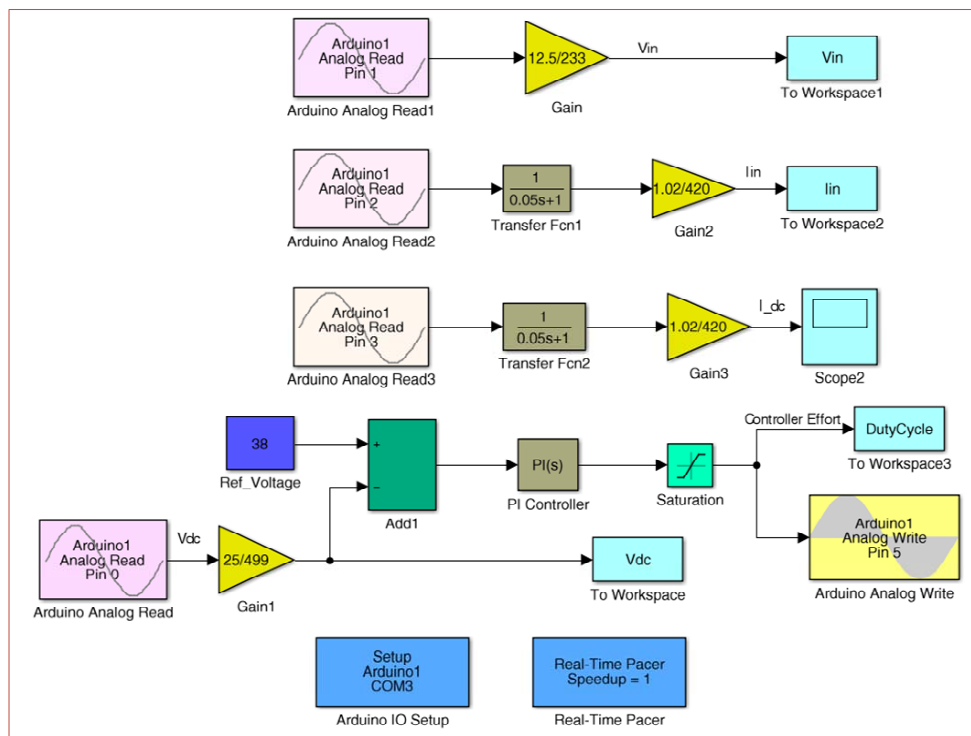 Arduino1
Analog Read
Pin 1
Arduino Analog Read1
12.5/233
Gain
Vin
Vin
To Workspace1
Arduino1
Analog Read
Pin 2
Arduino Analog Read2
1
0.05s+1
Transfer Fcn1
1.02/420
Gain2
Iin
Iin
To Workspace2
Arduino1
Analog Read
Pin 3
Arduino Analog Read3
1
0.05s+1
Transfer Fcn2
1.02/420
Gain3
I_dc
Scope2
38
Ref_Voltage
+
−
Add1
PI(s)
PI Controller
Saturation
Controller Effort
DutyCycle
To Workspace3
Arduino1
Analog Write
Pin 5
Arduino Analog Write
Arduino1
Analog Read
Pin 0
Arduino Analog Read
Vdc
25/499
Gain1
Vdc
To Workspace
Setup
Arduino1
COM3
Arduino IO Setup
Real-Time Pacer
Speedup = 1
Real-Time Pacer